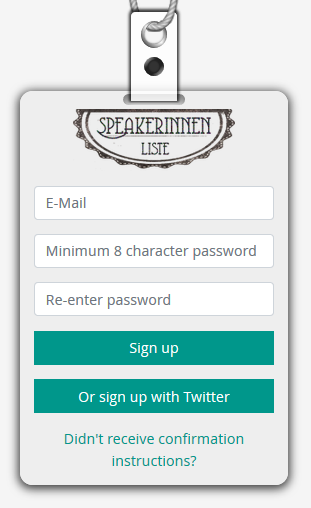 SPEAKERINNEN
LISTE
E-Mail
Minimum 8 character password
Re-enter password
Sign up
Or sign up with Twitter
Didn't receive confirmation
instructions?